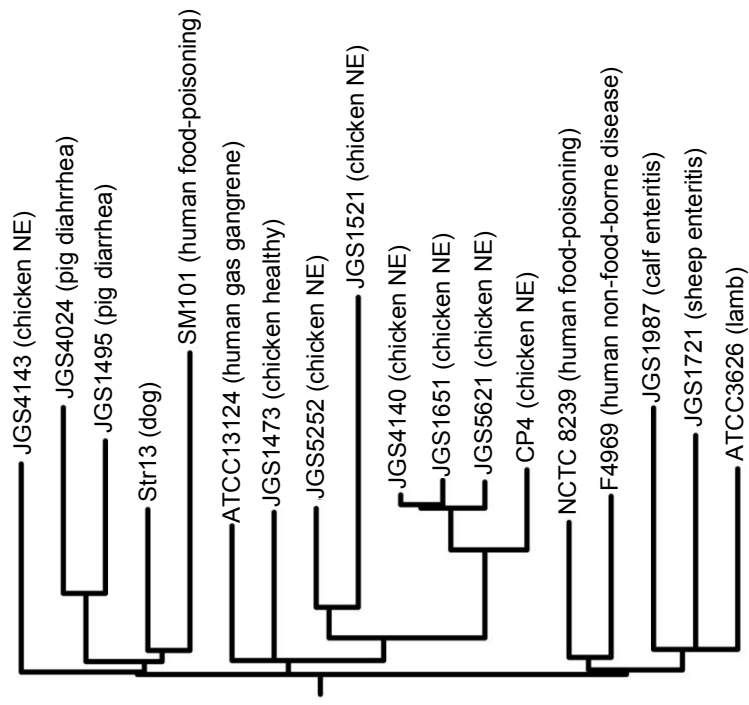 JGS4143 (chicken NE)
JGS4024 (pig diahrrhea)
JGS1495 (pig diarrhea)
Str13 (dog)
SM101 (human food-poisoning)
ATCC13124 (human gas gangrene)
JGS1473 (chicken healthy)
JGS5252 (chicken NE)
JGS1521 (chicken NE)
JGS4140 (chicken NE)
JGS1651 (chicken NE)
JGS5621 (chicken NE)
CP4 (chicken NE)
NCTC 8239 (human food-poisoning)
F4969 (human non-food-borne disease)
JGS1987 (calf enteritis)
JGS1721 (sheep enteritis)
ATCC3626 (lamb)